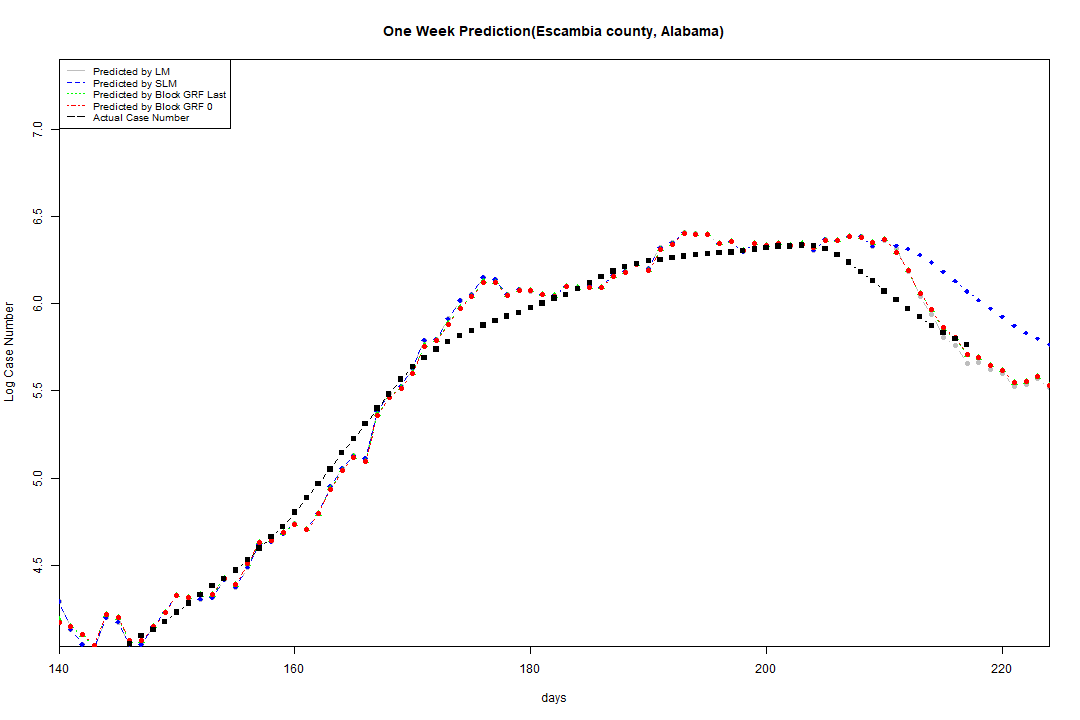 One Week Prediction(Escambia county, Alabama)
Predicted by LM
Predicted by SLM
Predicted by Block GRF Last
Predicted by Block GRF 0
Actual Case Number
7.0
6.5
6.0
5.5
5.0
4.5
Log Case Number
140
160
180
200
220
days